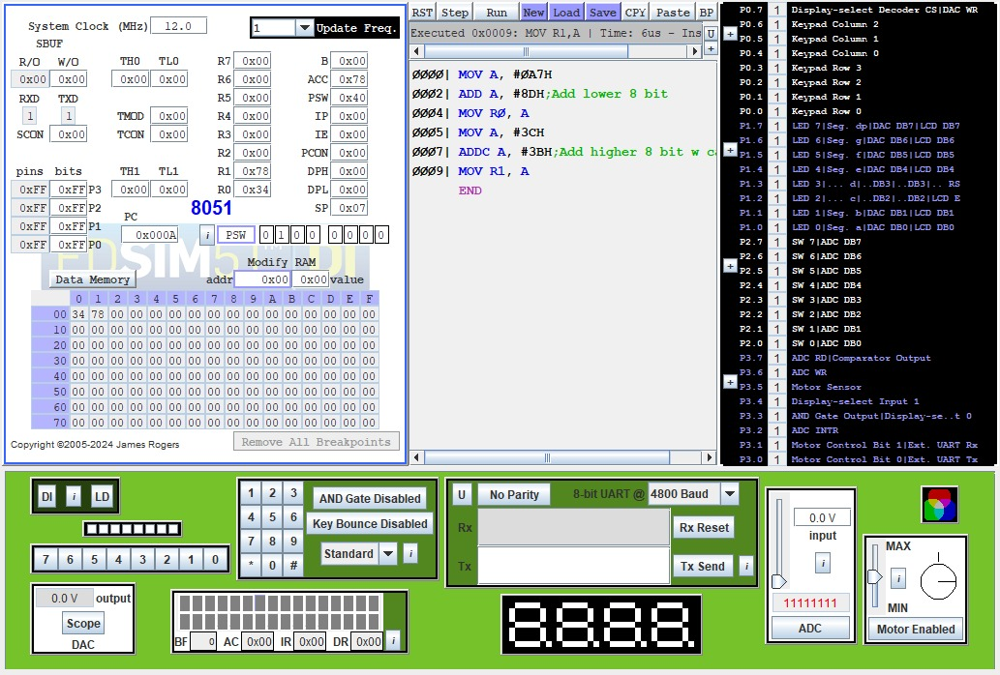 System Clock (MHz) 12.0 1 Update Freq.
SBUF
R/O W/O TH0 TL0 R7 0x00 B 0x00
0x00 0x00 0x00 0x00 R6 0x00 ACC 0x78
RXD TXD R5 0x00 PSW 0x40
1 1 TMOD 0x00 R4 0x00 IP 0x00
SCON 0x00 TCON 0x00 R3 0x00 IE 0x00
R2 0x00 PCON 0x00
pins bits TH1 TL1 R1 0x78 DPH 0x00
0xFF 0xFF P3 0x00 0x00 R0 0x34 DPL 0x00
0xFF 0xFF P2 8051 SP 0x07
0xFF 0xFF P1 PC
0xFF 0xFF P0 0x000A i PSW 0 1 0 0 0 0 0 0
Modify RAM
Data Memory addr 0x00 0x00 value
0 1 2 3 4 5 6 7 8 9 A B C D E F
00 34 78 00 00 00 00 00 00 00 00 00 00 00 00 00 00
10 00 00 00 00 00 00 00 00 00 00 00 00 00 00 00 00
20 00 00 00 00 00 00 00 00 00 00 00 00 00 00 00 00
30 00 00 00 00 00 00 00 00 00 00 00 00 00 00 00 00
40 00 00 00 00 00 00 00 00 00 00 00 00 00 00 00 00
50 00 00 00 00 00 00 00 00 00 00 00 00 00 00 00 00
60 00 00 00 00 00 00 00 00 00 00 00 00 00 00 00 00
70 00 00 00 00 00 00 00 00 00 00 00 00 00 00 00 00
Copyright ©2005-2024 James Rogers Remove All Breakpoints
RST Step Run New Load Save CPY Paste BP
Executed 0x0009: MOV R1,A | Time: 6us - Ins U
+
0000| MOV A, #0A7H
0002| ADD A, #8DH;Add lower 8 bit
0004| MOV R0, A
0005| MOV A, #3CH
0007| ADDC A, #3BH;Add higher 8 bit w ca
0009| MOV R1, A
END
P0.7 1 Display-select Decoder CS|DAC WR
P0.6 1 Keypad Column 2
P0.5 1 Keypad Column 1
P0.4 1 Keypad Column 0
P0.3 1 Keypad Row 3
P0.2 1 Keypad Row 2
P0.1 1 Keypad Row 1
P0.0 1 Keypad Row 0
P1.7 1 LED 7|Seg. dp|DAC DB7|LCD DB7
P1.6 1 LED 6|Seg. g|DAC DB6|LCD DB6
P1.5 1 LED 5|Seg. f|DAC DB5|LCD DB5
P1.4 1 LED 4|Seg. e|DAC DB4|LCD DB4
P1.3 1 LED 3|... d|..DB3|..DB3|.. RS
P1.2 1 LED 2|... c|..DB2|..DB2|LCD E
P1.1 1 LED 1|Seg. b|DAC DB1|LCD DB1
P1.0 1 LED 0|Seg. a|DAC DB0|LCD DB0
P2.7 1 SW 7|ADC DB7
P2.6 1 SW 6|ADC DB6
P2.5 1 SW 5|ADC DB5
P2.4 1 SW 4|ADC DB4
P2.3 1 SW 3|ADC DB3
P2.2 1 SW 2|ADC DB2
P2.1 1 SW 1|ADC DB1
P2.0 1 SW 0|ADC DB0
P3.7 1 ADC RD|Comparator Output
P3.6 1 ADC WR
P3.5 1 Motor Sensor
P3.4 1 Display-select Input 1
P3.3 1 AND Gate Output|Display-se..t 0
P3.2 1 ADC INTR
P3.1 1 Motor Control Bit 1|Ext. UART Rx
P3.0 1 Motor Control Bit 0|Ext. UART Tx
DI i LD
7 6 5 4 3 2 1 0
0.0 V output
Scope
DAC
1 2 3 AND Gate Disabled
4 5 6 Key Bounce Disabled
7 8 9 Standard i
* 0 #
BF 0 AC 0x00 IR 0x00 DR 0x00 i
U No Parity 8-bit UART @ 4800 Baud
Rx Rx Reset
Tx Tx Send i
8.8.8.8.
0.0 V
input
i
11111111
ADC
MAX
i
MIN
Motor Enabled